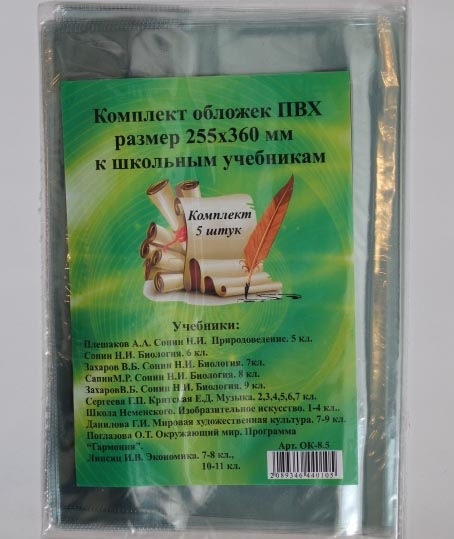 Комплект обложек ПВХ
размер 255x360 мм
к школьным учебникам
Комплект
5 штук
Учебники:
Плешаков А.А. Сонин Н.И. Природоведение. 5 кл.
Сонин Н.И. Биология. 6 кл.
Захаров В.Б. Сонин Н.И. Биология. 7кл.
СапинМ.Р. Сонин Н.И. Биология. 8 кл.
ЗахаровВ.Б. Сонин Н.И. Биология. 9 кл.
Сергеева Г.П. Критская Е.Д. Музыка. 2,3,4,5,6,7 кл.
Школа Неменского. Изобразительное искусство. 1-4 кл..
Данилова Г.И. Мировая художественная культура. 7-9 кл.
Поглазова О.Т. Окружающий мир. Программа
"Гармония".
Липсиц И.В. Экономика. 7-8 кл.,
10-11 кл.
Арт. ОК-8.5
2089346440105